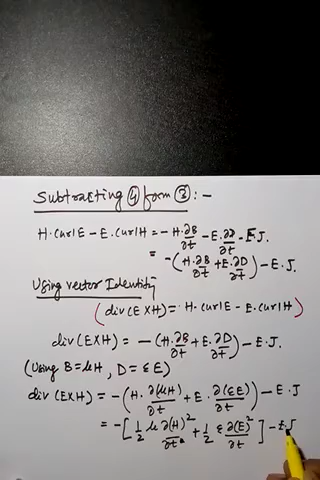 Subtracting ④ form ③ :-
H. curl E - E. curl H = - H. ∂B/∂t - E. ∂D/∂t - E. J.
= -(H. ∂B/∂t + E. ∂D/∂t) - E. J.
Using vector Identity
( div(E×H) = H. curl E - E. curl H )
div(E×H) = - (H. ∂B/∂t + E. ∂D/∂t) - E. J.
(Using B = μH , D = εE)
div(E×H) = - (H. ∂(μH)/∂t + E. ∂(εE)/∂t) - E. J
= -[ 1/2 μ ∂(H)²/∂t + 1/2 ε ∂(E)²/∂t ] - E. J